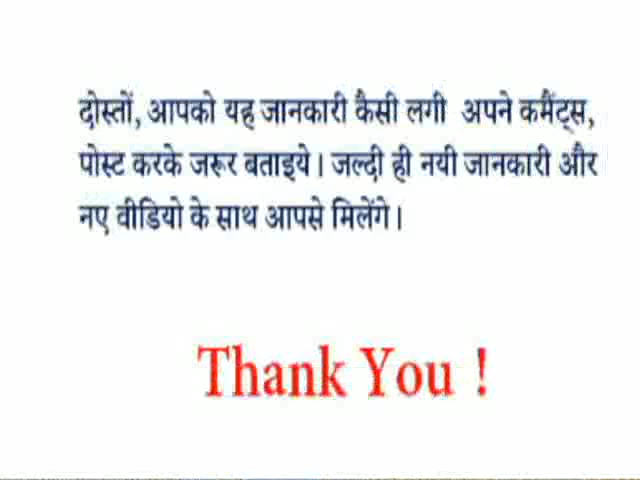 दोस्तों, आपको यह जानकारी कैसी लगी अपने कमैंट्स,
पोस्ट करके जरूर बताइये। जल्दी ही नयी जानकारी और
नए वीडियो के साथ आपसे मिलेंगे।
Thank You !